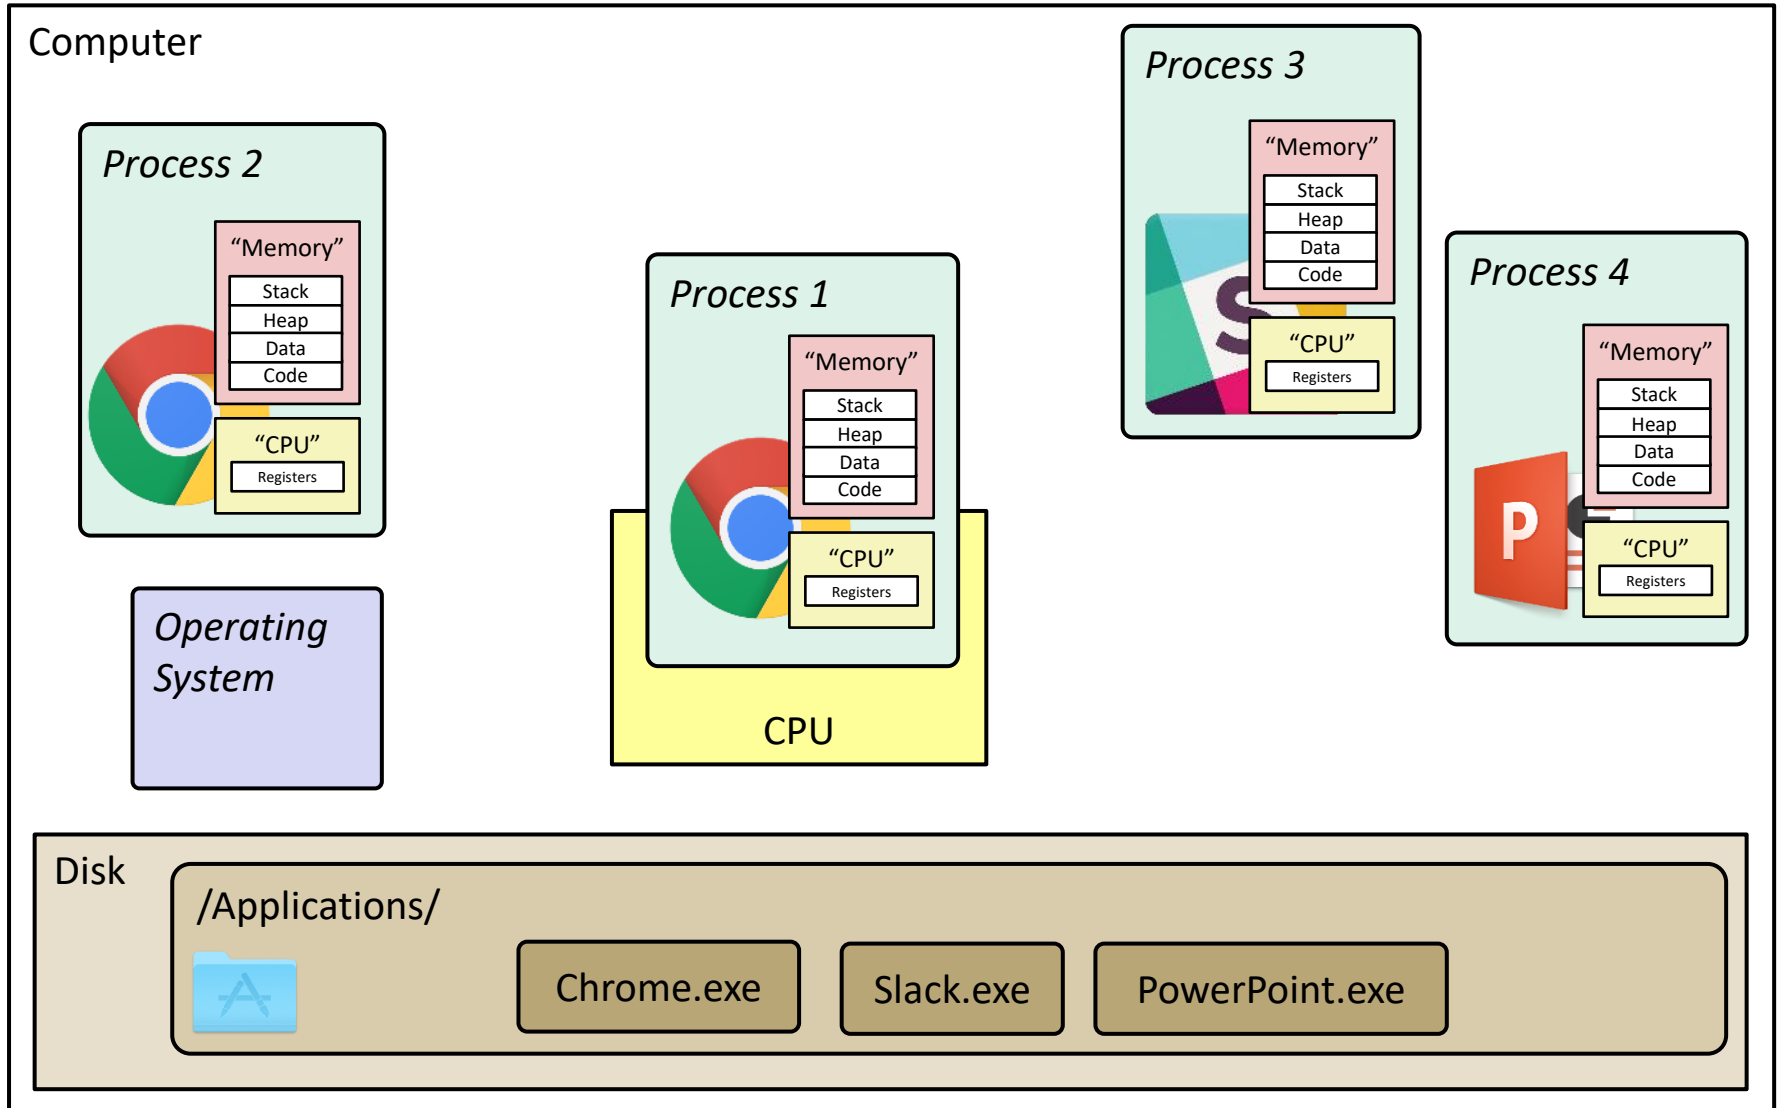 Computer
Process 3
"Memory"
Stack
Heap
Data
Code
"CPU"
Registers
Process 2
"Memory"
Stack
Heap
Data
Code
"CPU"
Registers
Process 1
"Memory"
Stack
Heap
Data
Code
"CPU"
Registers
Process 4
"Memory"
Stack
Heap
Data
Code
"CPU"
Registers
P
S
Operating
System
CPU
Disk
/Applications/
Chrome.exe
Slack.exe
PowerPoint.exe